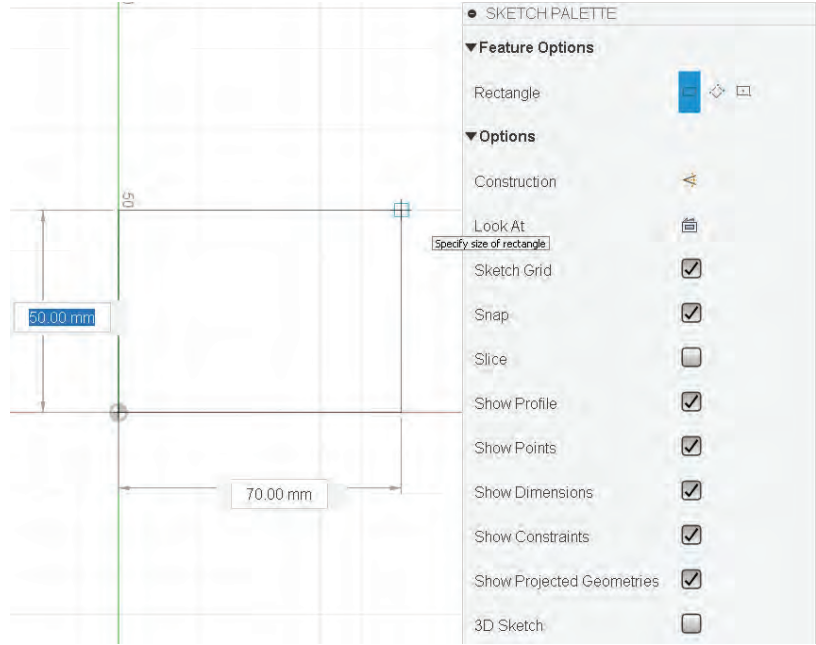 SKETCH PALETTE
Feature Options
Rectangle
Options
Construction
Look At
Specify size of rectangle
Sketch Grid
Snap
Slice
Show Profile
Show Points
Show Dimensions
Show Constraints
Show Projected Geometries
3D Sketch
50
50.00 mm
70.00 mm